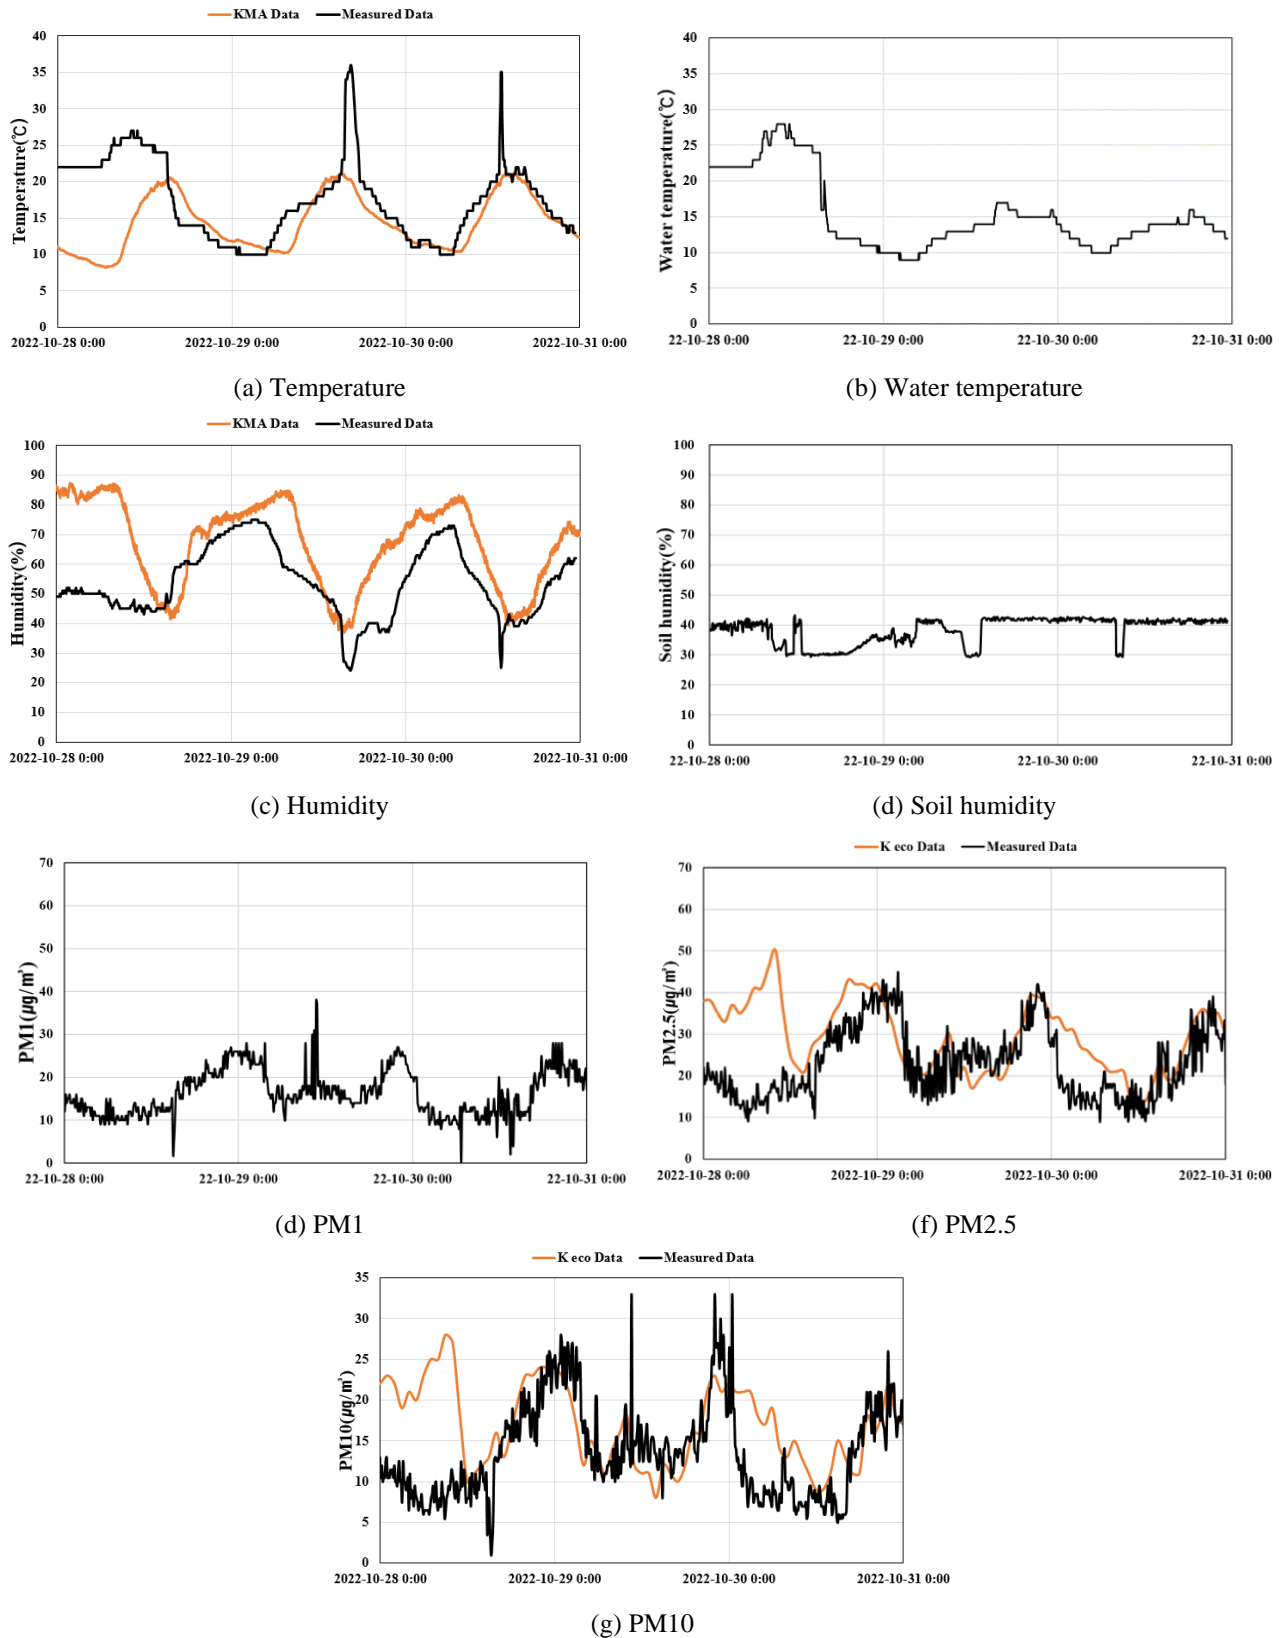 KMA Data Measured Data
Temperature(℃)
40
35
30
25
20
15
10
5
0
2022-10-28 0:00 2022-10-29 0:00 2022-10-30 0:00 2022-10-31 0:00
(a) Temperature
Water temperature(℃)
40
35
30
25
20
15
10
5
0
22-10-28 0:00 22-10-29 0:00 22-10-30 0:00 22-10-31 0:00
(b) Water temperature
KMA Data Measured Data
Humidity(%)
100
90
80
70
60
50
40
30
20
10
0
2022-10-28 0:00 2022-10-29 0:00 2022-10-30 0:00 2022-10-31 0:00
(c) Humidity
Soil humidity(%)
100
90
80
70
60
50
40
30
20
10
0
22-10-28 0:00 22-10-29 0:00 22-10-30 0:00 22-10-31 0:00
(d) Soil humidity
PM1(μg/㎥)
70
60
50
40
30
20
10
0
22-10-28 0:00 22-10-29 0:00 22-10-30 0:00 22-10-31 0:00
(d) PM1
K eco Data Measured Data
PM2.5(μg/㎥)
70
60
50
40
30
20
10
0
2022-10-28 0:00 2022-10-29 0:00 2022-10-30 0:00 2022-10-31 0:00
(f) PM2.5
K eco Data Measured Data
PM10(μg/㎥)
35
30
25
20
15
10
5
0
2022-10-28 0:00 2022-10-29 0:00 2022-10-30 0:00 2022-10-31 0:00
(g) PM10